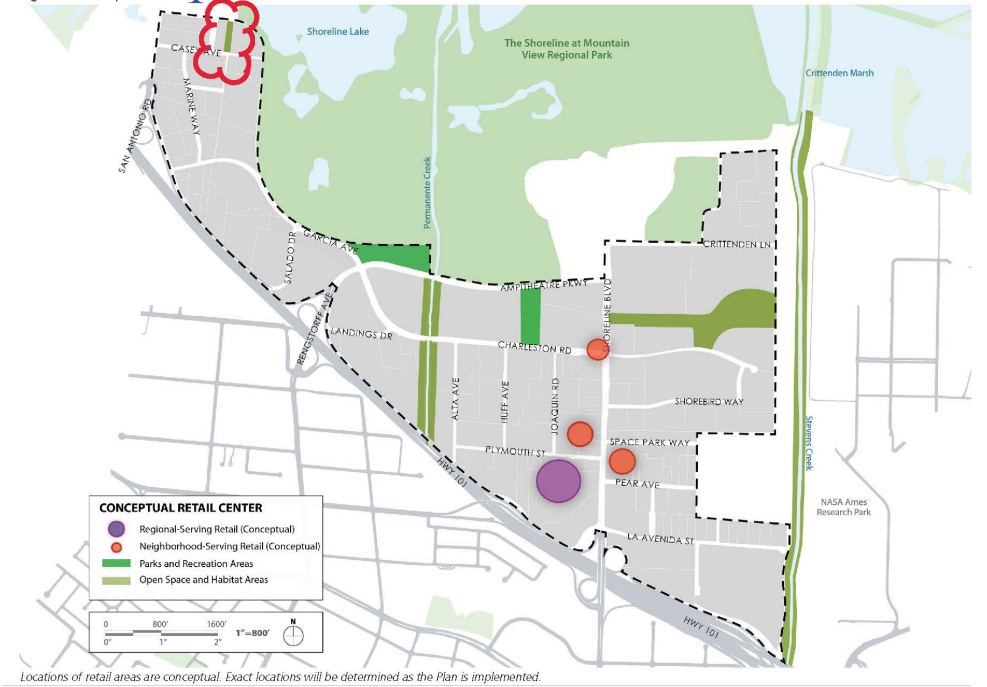 Shoreline Lake
The Shoreline at Mountain
View Regional Park
Crittenden Marsh
CASEY AVE
MARINE WAY
SAN ANTONIO RD
Permanente Creek
GARCIA AVE
SALADO DR
CRITTENDEN LN
AMPITHEATRE PKWY
SHORELINE BLVD
RENGSTORFF AVE
LANDINGS DR
CHARLESTON RD
ALTA AVE
HUFF AVE
JOAQUIN RD
SHOREBIRD WAY
PLYMOUTH ST
SPACE PARK WAY
Stevens Creek
HWY 101
PEAR AVE
NASA Ames
Research Park
LA AVENIDA ST
HWY 101
CONCEPTUAL RETAIL CENTER
Regional-Serving Retail (Conceptual)
Neighborhood-Serving Retail (Conceptual)
Parks and Recreation Areas
Open Space and Habitat Areas
0 800' 1600'
0" 1" 2"
1"=800'
N
Locations of retail areas are conceptual. Exact locations will be determined as the Plan is implemented.